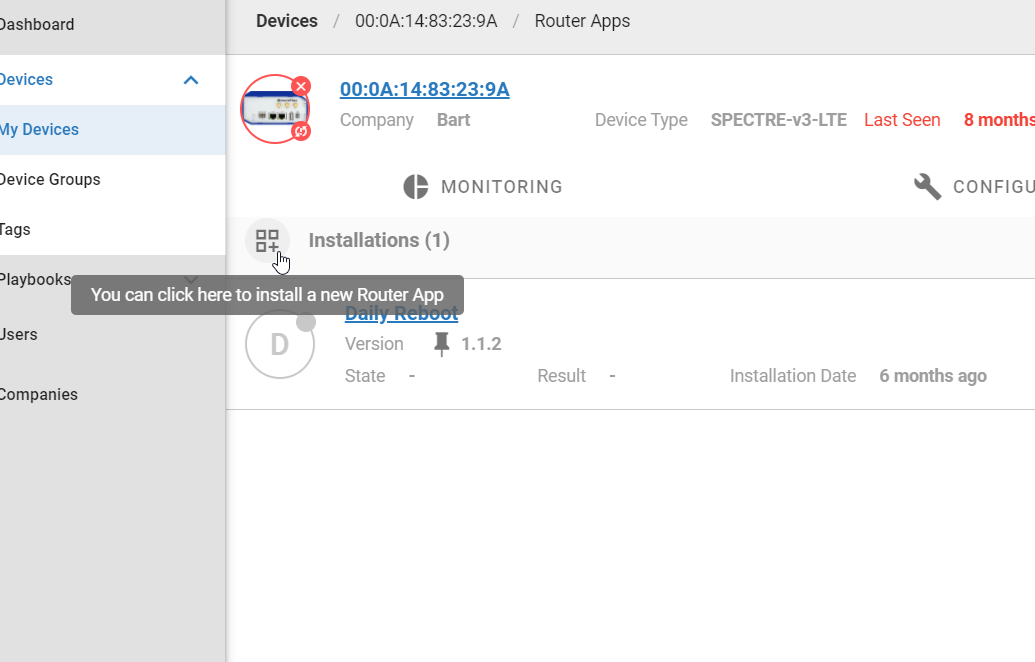 Dashboard
Devices / 00:0A:14:83:23:9A / Router Apps
Devices
My Devices
Device Groups
Tags
Playbooks
Users
Companies
00:0A:14:83:23:9A
Company Bart Device Type SPECTRE-v3-LTE Last Seen 8 months
MONITORING CONFIGU
Installations (1)
You can click here to install a new Router App
Daily Reboot
D
Version 1.1.2
State - Result - Installation Date 6 months ago